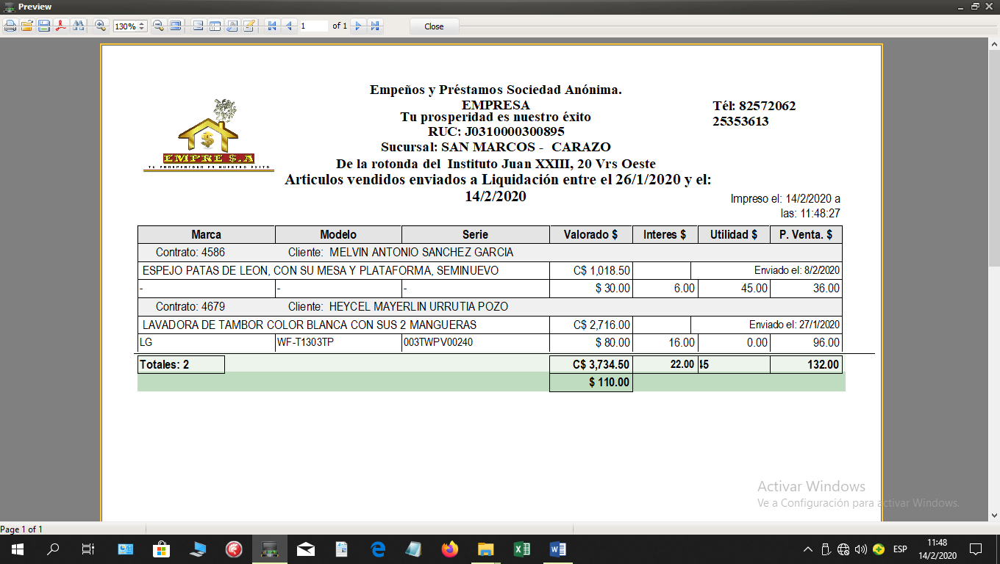 Preview
130%
1
of 1
Close
Empeños y Préstamos Sociedad Anónima.
EMPRESA
Tu prosperidad es nuestro éxito
RUC: J0310000300895
Sucursal: SAN MARCOS - CARAZO
De la rotonda del Instituto Juan XXIII, 20 Vrs Oeste
Tél: 82572062
25353613
EMPRE $.A
TU PROSPERIDAD ES NUESTRO ÉXITO
Articulos vendidos enviados a Liquidación entre el 26/1/2020 y el:
14/2/2020
Impreso el: 14/2/2020 a
las: 11:48:27
Marca Modelo Serie Valorado $ Interes $ Utilidad $ P. Venta. $
Contrato: 4586 Cliente: MELVIN ANTONIO SANCHEZ GARCIA
ESPEJO PATAS DE LEON, CON SU MESA Y PLATAFORMA, SEMINUEVO C$ 1,018.50 Enviado el: 8/2/2020
- - - $ 30.00 6.00 45.00 36.00
Contrato: 4679 Cliente: HEYCEL MAYERLIN URRUTIA POZO
LAVADORA DE TAMBOR COLOR BLANCA CON SUS 2 MANGUERAS C$ 2,716.00 Enviado el: 27/1/2020
LG WF-T1303TP 003TWPV00240 $ 80.00 16.00 0.00 96.00
Totales: 2 C$ 3,734.50 22.00 45 132.00
$ 110.00
Activar Windows
Ve a Configuración para activar Windows.
Page 1 of 1
ESP
11:48
14/2/2020